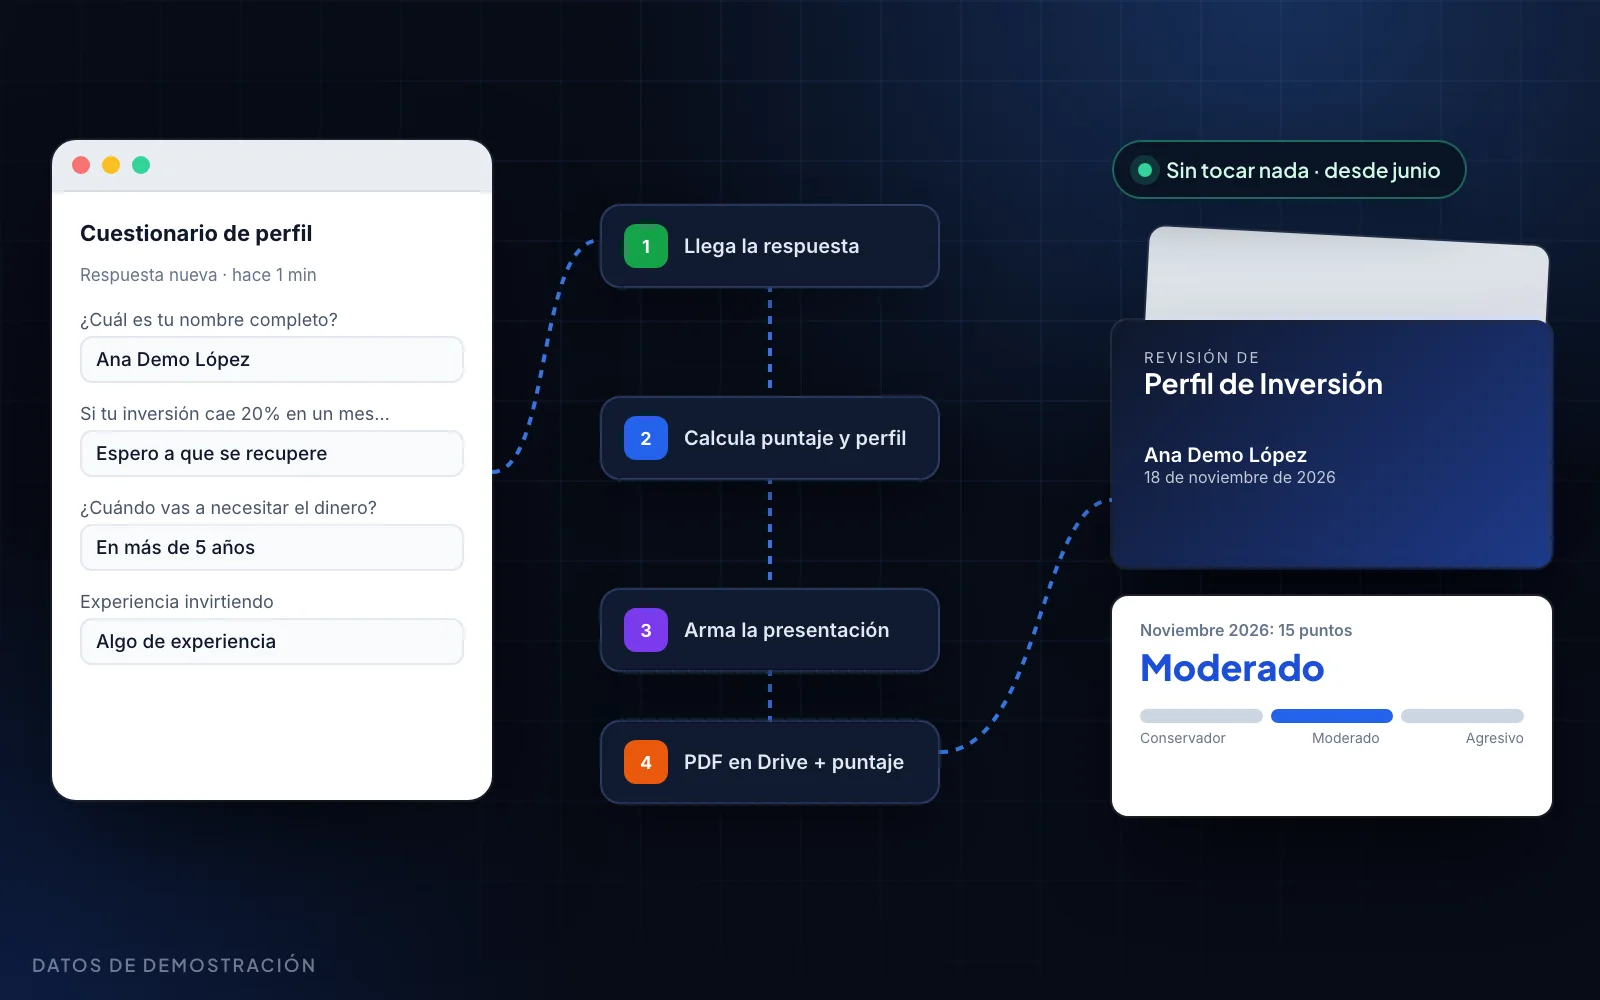 Cuestionario de perfil
Respuesta nueva · hace 1 min
¿Cuál es tu nombre completo?
Ana Demo López
Si tu inversión cae 20% en un mes...
Espero a que se recupere
¿Cuándo vas a necesitar el dinero?
En más de 5 años
Experiencia invirtiendo
Algo de experiencia
1 Llega la respuesta
2 Calcula puntaje y perfil
3 Arma la presentación
4 PDF en Drive + puntaje
Sin tocar nada · desde junio
REVISIÓN DE
Perfil de Inversión
Ana Demo López
18 de noviembre de 2026
Noviembre 2026: 15 puntos
Moderado
Conservador Moderado Agresivo
DATOS DE DEMOSTRACIÓN